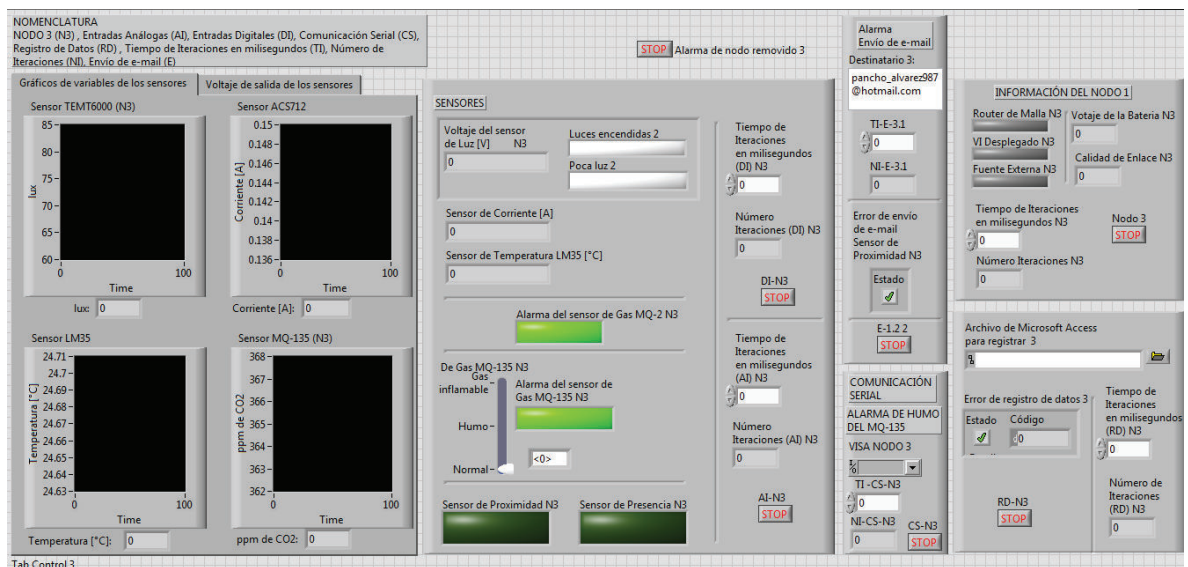 NOMENCLATURA
NODO 3 (N3) , Entradas Análogas (AI), Entradas Digitales (DI), Comunicación Serial (CS),
Registro de Datos (RD) , Tiempo de Iteraciones en milisegundos (TI), Número de
Iteraciones (NI), Envío de e-mail (E)
STOP Alarma de nodo removido 3
Gráficos de variables de los sensores
Voltaje de salida de los sensores
Sensor TEMT6000 (N3)
lux
85
80
75
70
65
60
0
100
Time
lux: 0
Sensor ACS712
Corriente [A]
0.15
0.148
0.146
0.144
0.142
0.14
0.138
0.136
0
100
Time
Corriente [A]: 0
Sensor LM35
Temperatura [°C]
24.71
24.7
24.69
24.68
24.67
24.66
24.65
24.64
24.63
0
100
Time
Temperatura [°C]: 0
Sensor MQ-135 (N3)
ppm de CO2
368
367
366
365
364
363
362
0
100
Time
ppm de CO2: 0
Tab Control 3
SENSORES
Voltaje del sensor
de Luz [V] N3
0
Luces encendidas 2
Poca luz 2
Sensor de Corriente [A]
0
Sensor de Temperatura LM35 [°C]
0
Alarma del sensor de Gas MQ-2 N3
De Gas MQ-135 N3
Gas
inflamable
Humo
Normal
Alarma del sensor de
Gas MQ-135 N3
<0>
Sensor de Proximidad N3
Sensor de Presencia N3
Tiempo de
Iteraciones
en milisegundos
(DI) N3
0
Número
Iteraciones (DI) N3
0
DI-N3
STOP
Tiempo de
Iteraciones
en milisegundos
(AI) N3
0
Número
Iteraciones (AI) N3
0
AI-N3
STOP
Alarma
Envío de e-mail
Destinatario 3:
pancho_alvarez987
@hotmail.com
TI-E-3.1
0
NI-E-3.1
0
Error de envío
de e-mail
Sensor de
Proximidad N3
Estado
E-1.2 2
STOP
COMUNICACIÓN
SERIAL
ALARMA DE HUMO
DEL MQ-135
VISA NODO 3
TI -CS-N3
0
NI-CS-N3
0
CS-N3
STOP
INFORMACIÓN DEL NODO 1
Router de Malla N3
VI Desplegado N3
Fuente Externa N3
Votaje de la Bateria N3
0
Calidad de Enlace N3
0
Tiempo de Iteraciones
en milisegundos N3
0
Número Iteraciones N3
0
Nodo 3
STOP
Archivo de Microsoft Access
para registrar 3
Error de registro de datos 3
Estado
Código
0
RD-N3
STOP
Tiempo de
Iteraciones
en milisegundos
(RD) N3
0
Número de
Iteraciones
(RD) N3
0